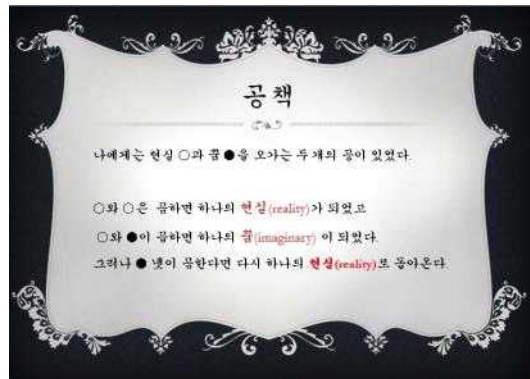 공책
나에게는 현실 ○과 꿈 ●을 오가는 두 개의 공이 있었다.
○와 ○은 곱하면 하나의 현실(reality)가 되었고
○와 ●이 곱하면 하나의 꿈(imaginary) 이 되었다.
그러나 ● 넷이 곱한다면 다시 하나의 현실(reality)로 돌아온다.